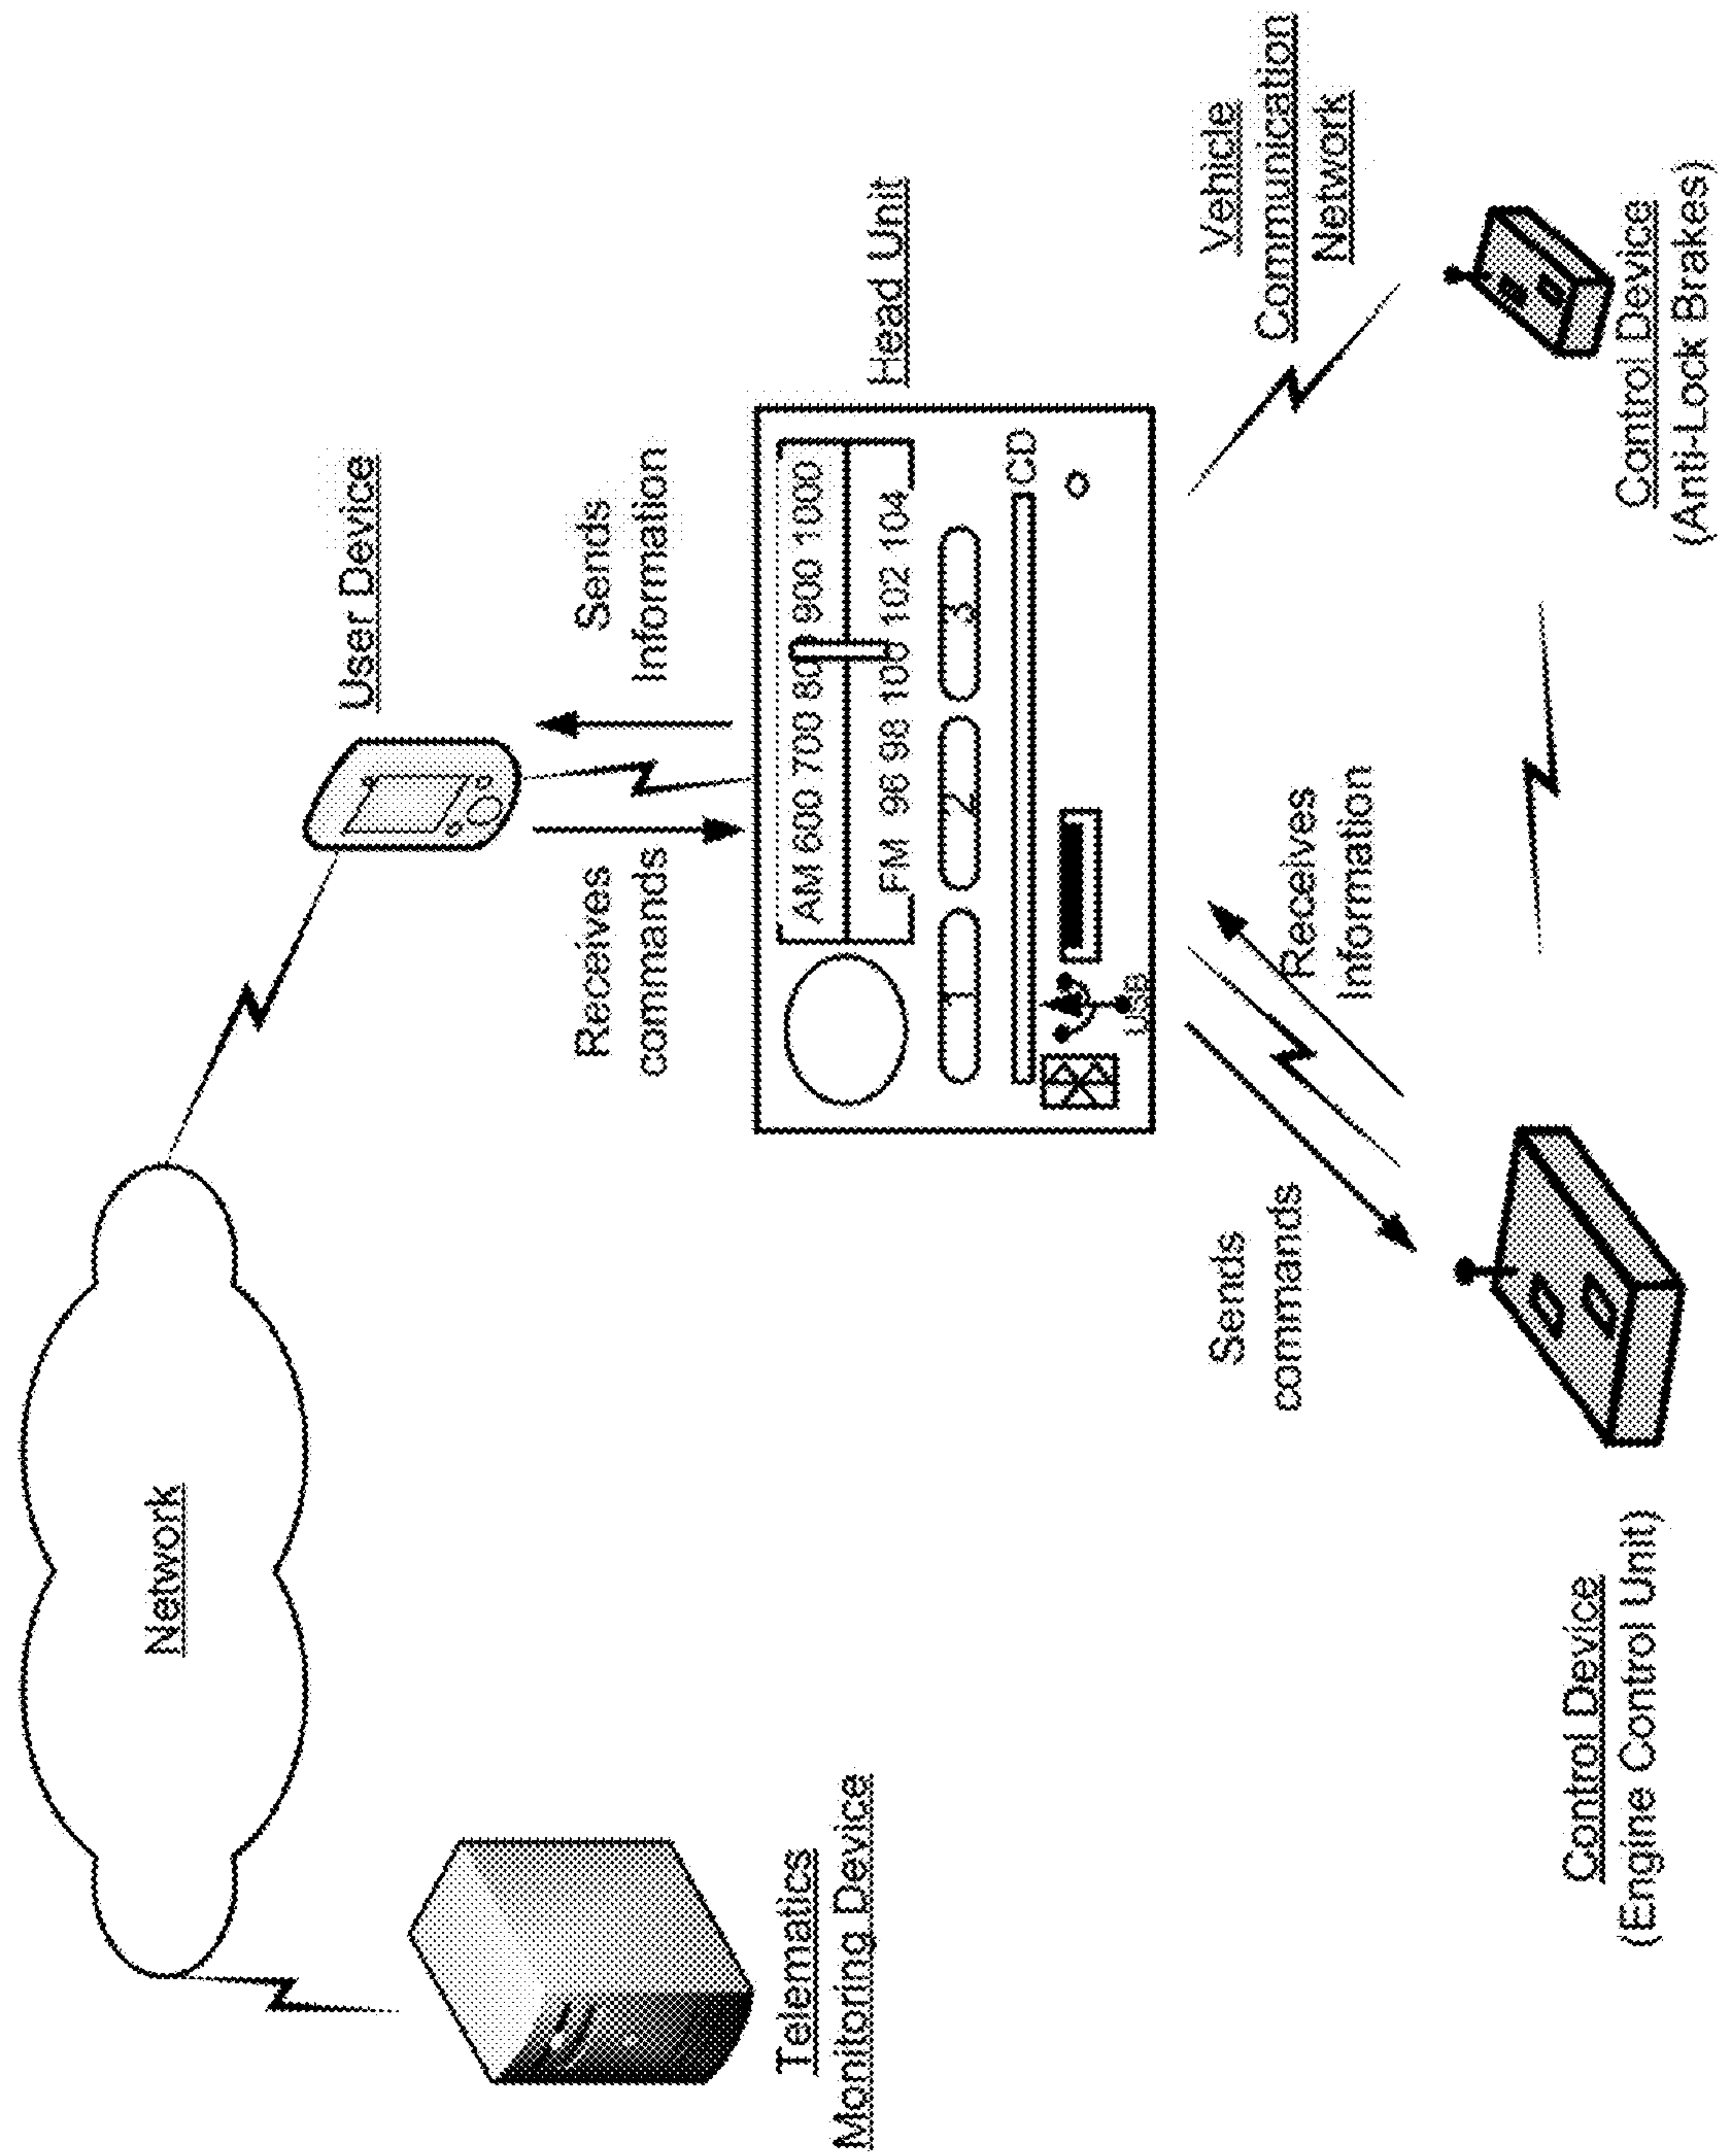 Network
User Device
Telematics
Monitoring Device
Receives
commands
Sends
Information
Head Unit
AM 600 700 80 900 1000
FM 96 98 100 102 104
1
2
3
CD
USB
Vehicle
Communication
Network
Sends
commands
Receives
Information
Control Device
(Engine Control Unit)
Control Device
(Anti-Lock Brakes)